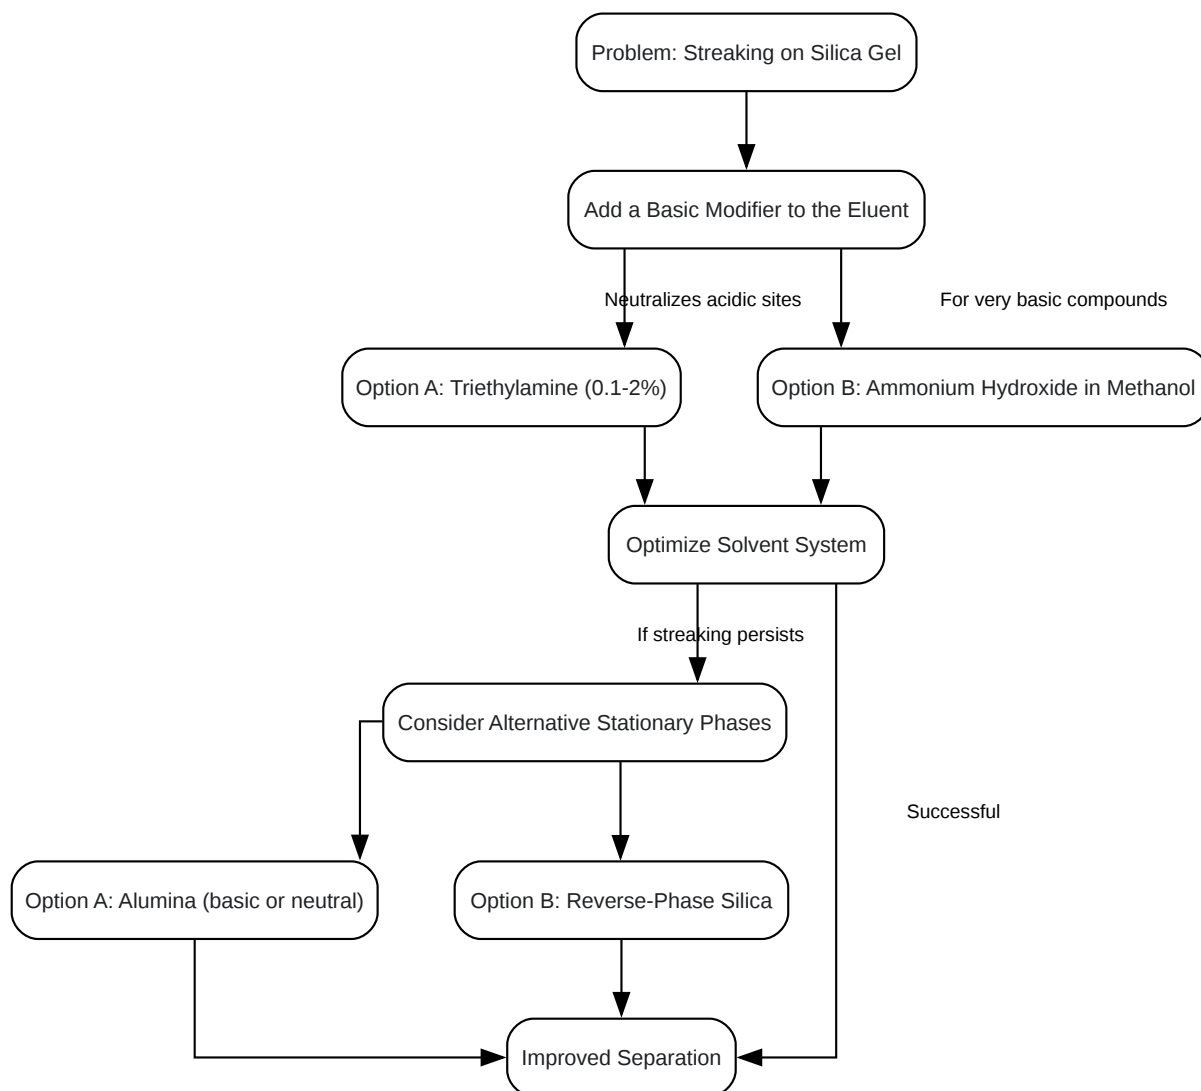 Problem: Streaking on Silica Gel
Add a Basic Modifier to the Eluent
Neutralizes acidic sites
For very basic compounds
Option A: Triethylamine (0.1-2%)
Option B: Ammonium Hydroxide in Methanol
Optimize Solvent System
If streaking persists
Consider Alternative Stationary Phases
Successful
Option A: Alumina (basic or neutral)
Option B: Reverse-Phase Silica
Improved Separation